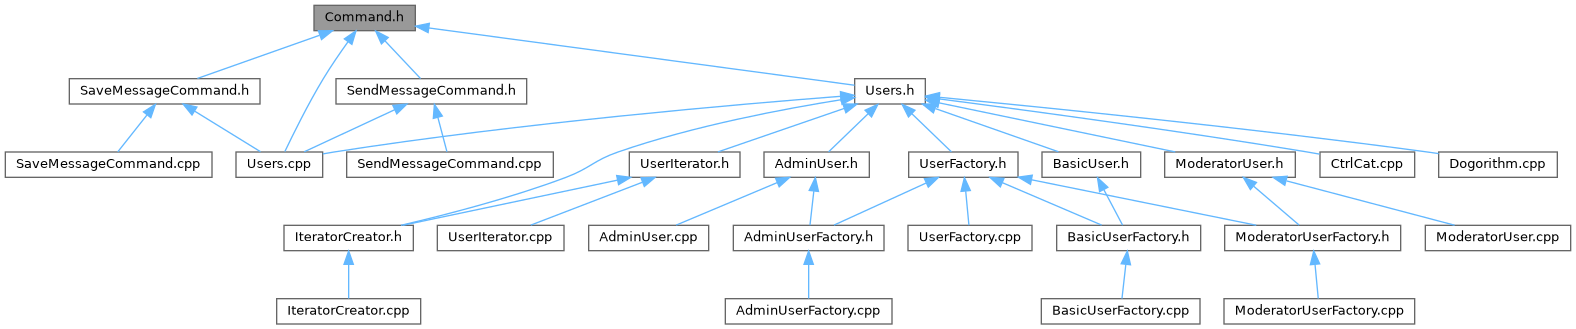 Command.h
SaveMessageCommand.h
SendMessageCommand.h
Users.h
SaveMessageCommand.cpp
Users.cpp
SendMessageCommand.cpp
UserIterator.h
AdminUser.h
UserFactory.h
BasicUser.h
ModeratorUser.h
CtrlCat.cpp
Dogorithm.cpp
IteratorCreator.h
UserIterator.cpp
AdminUser.cpp
AdminUserFactory.h
UserFactory.cpp
BasicUserFactory.h
ModeratorUserFactory.h
ModeratorUser.cpp
IteratorCreator.cpp
AdminUserFactory.cpp
BasicUserFactory.cpp
ModeratorUserFactory.cpp